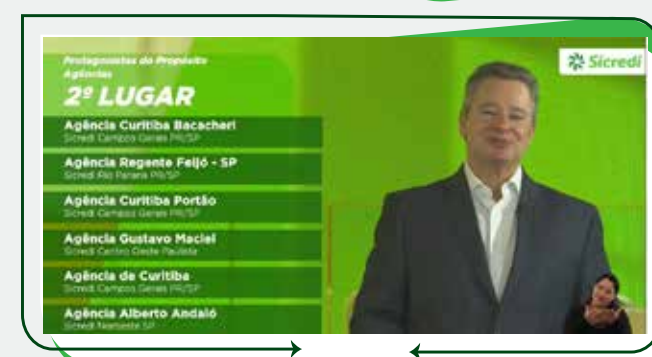 Protagonistas do Propósito
Agências
2º LUGAR
Sicredi
Agência Curitiba Bacacheri
Sicredi Campos Gerais PR/SP
Agência Regente Feijó - SP
Sicredi Rio Paraná PR/SP
Agência Curitiba Portão
Sicredi Campos Gerais PR/SP
Agência Gustavo Maciel
Sicredi Centro Oeste Paulista
Agência de Curitiba
Sicredi Campos Gerais PR/SP
Agência Alberto Andaló
Sicredi Noroeste SP